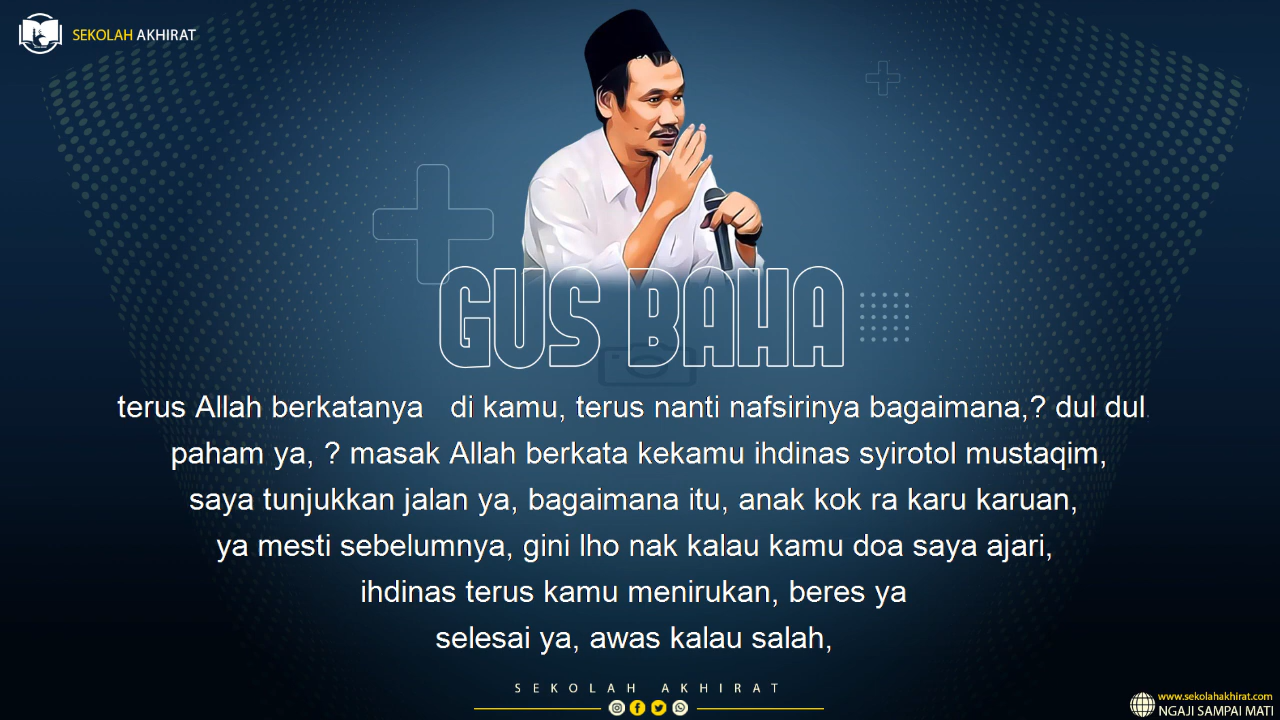 SEKOLAH AKHIRAT
GUS BAHA
terus Allah berkatanya di kamu, terus nanti nafsirinya bagaimana,? dul dul
paham ya, ? masak Allah berkata kekamu ihdinas syirotol mustaqim,
saya tunjukkan jalan ya, bagaimana itu, anak kok ra karu karuan,
ya mesti sebelumnya, gini lho nak kalau kamu doa saya ajari,
ihdinas terus kamu menirukan, beres ya
selesai ya, awas kalau salah,
SEKOLAH AKHIRAT
www.sekolahakhirat.com
NGAJI SAMPAI MATI